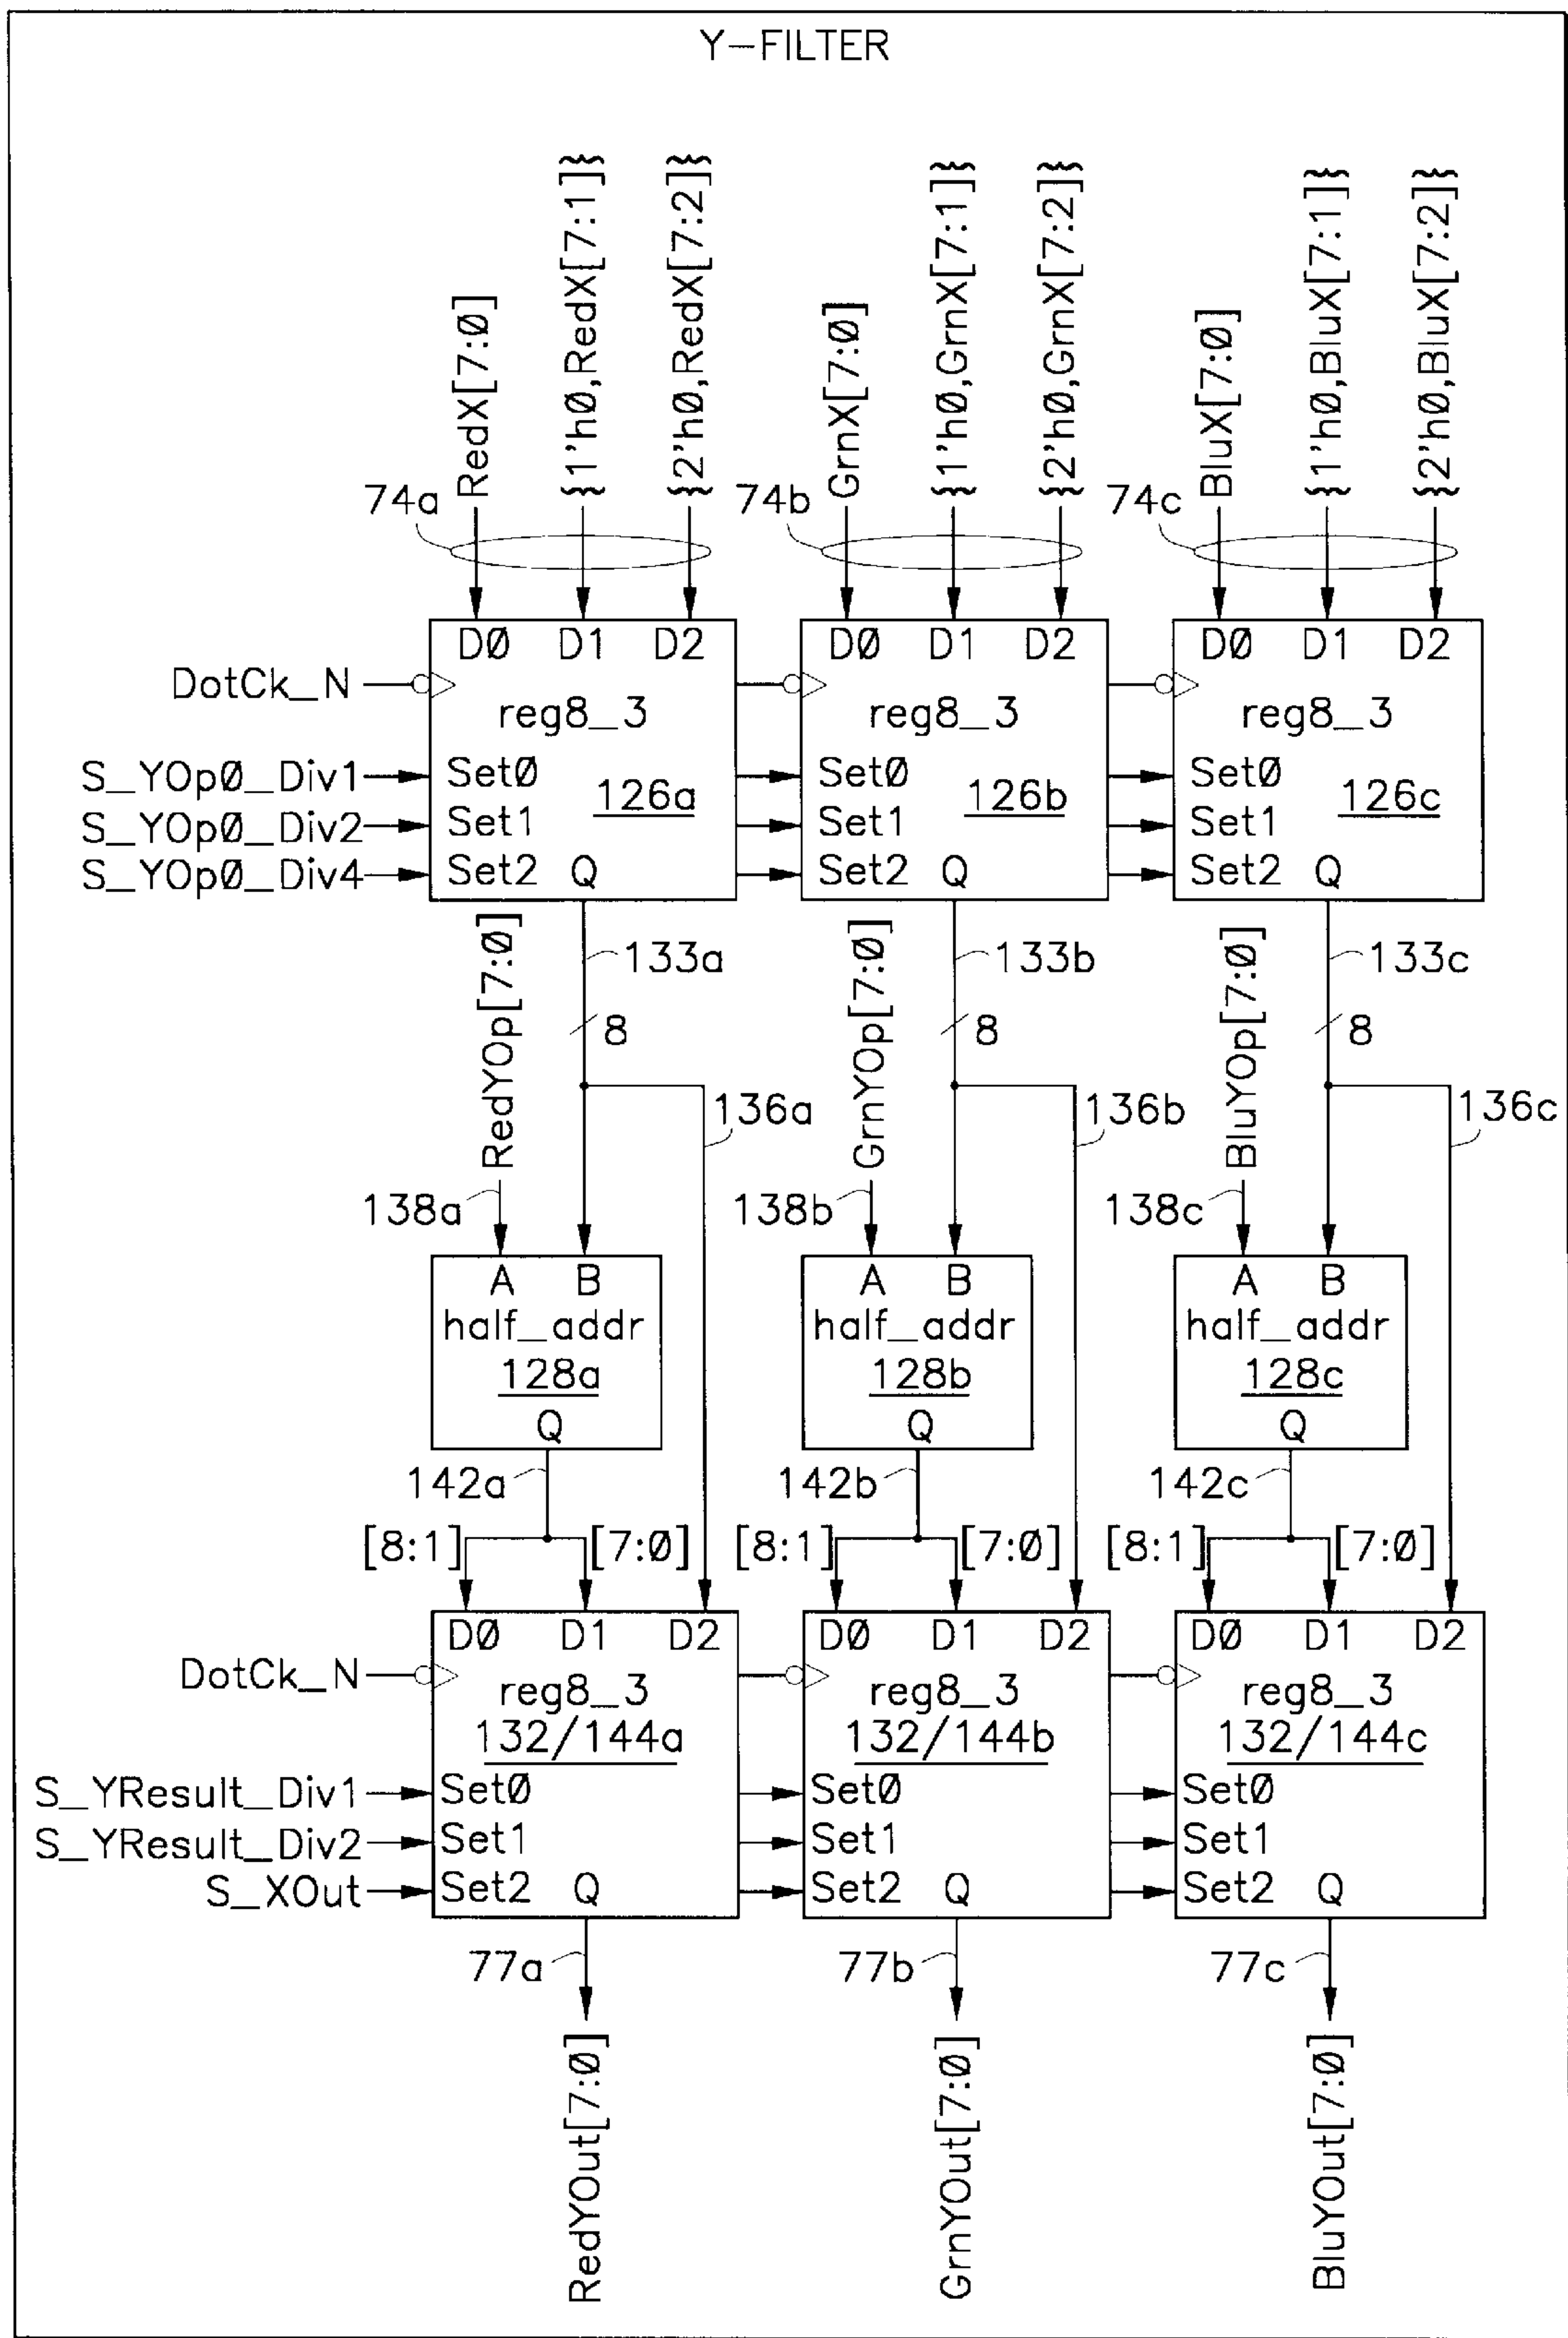 Y-FILTER
RedX[7:Ø]
{1'hØ,RedX[7:1]}
{2'hØ,RedX[7:2]}
GrnX[7:Ø]
{1'hØ,GrnX[7:1]}
{2'hØ,GrnX[7:2]}
BluX[7:Ø]
{1'hØ,BluX[7:1]}
{2'hØ,BluX[7:2]}
74a 74b 74c
DØ D1 D2 DØ D1 D2 DØ D1 D2
DotCk_N
reg8_3 reg8_3 reg8_3
S_YOpØ_Div1 SetØ 126a SetØ 126b SetØ 126c
S_YOpØ_Div2 Set1 Set1 Set1
S_YOpØ_Div4 Set2 Q Set2 Q Set2 Q
RedYOp[7:Ø] GrnYOp[7:Ø] BluYOp[7:Ø]
133a 133b 133c
8 8 8
136a 136b 136c
138a 138b 138c
A B A B A B
half_addr half_addr half_addr
128a 128b 128c
Q Q Q
142a 142b 142c
[8:1] [7:Ø] [8:1] [7:Ø] [8:1] [7:Ø]
DØ D1 D2 DØ D1 D2 DØ D1 D2
DotCk_N
reg8_3 reg8_3 reg8_3
132/144a 132/144b 132/144c
S_YResult_Div1 SetØ SetØ SetØ
S_YResult_Div2 Set1 Set1 Set1
S_XOut Set2 Q Set2 Q Set2 Q
77a 77b 77c
RedYOut[7:Ø] GrnYOut[7:Ø] BluYOut[7:Ø]